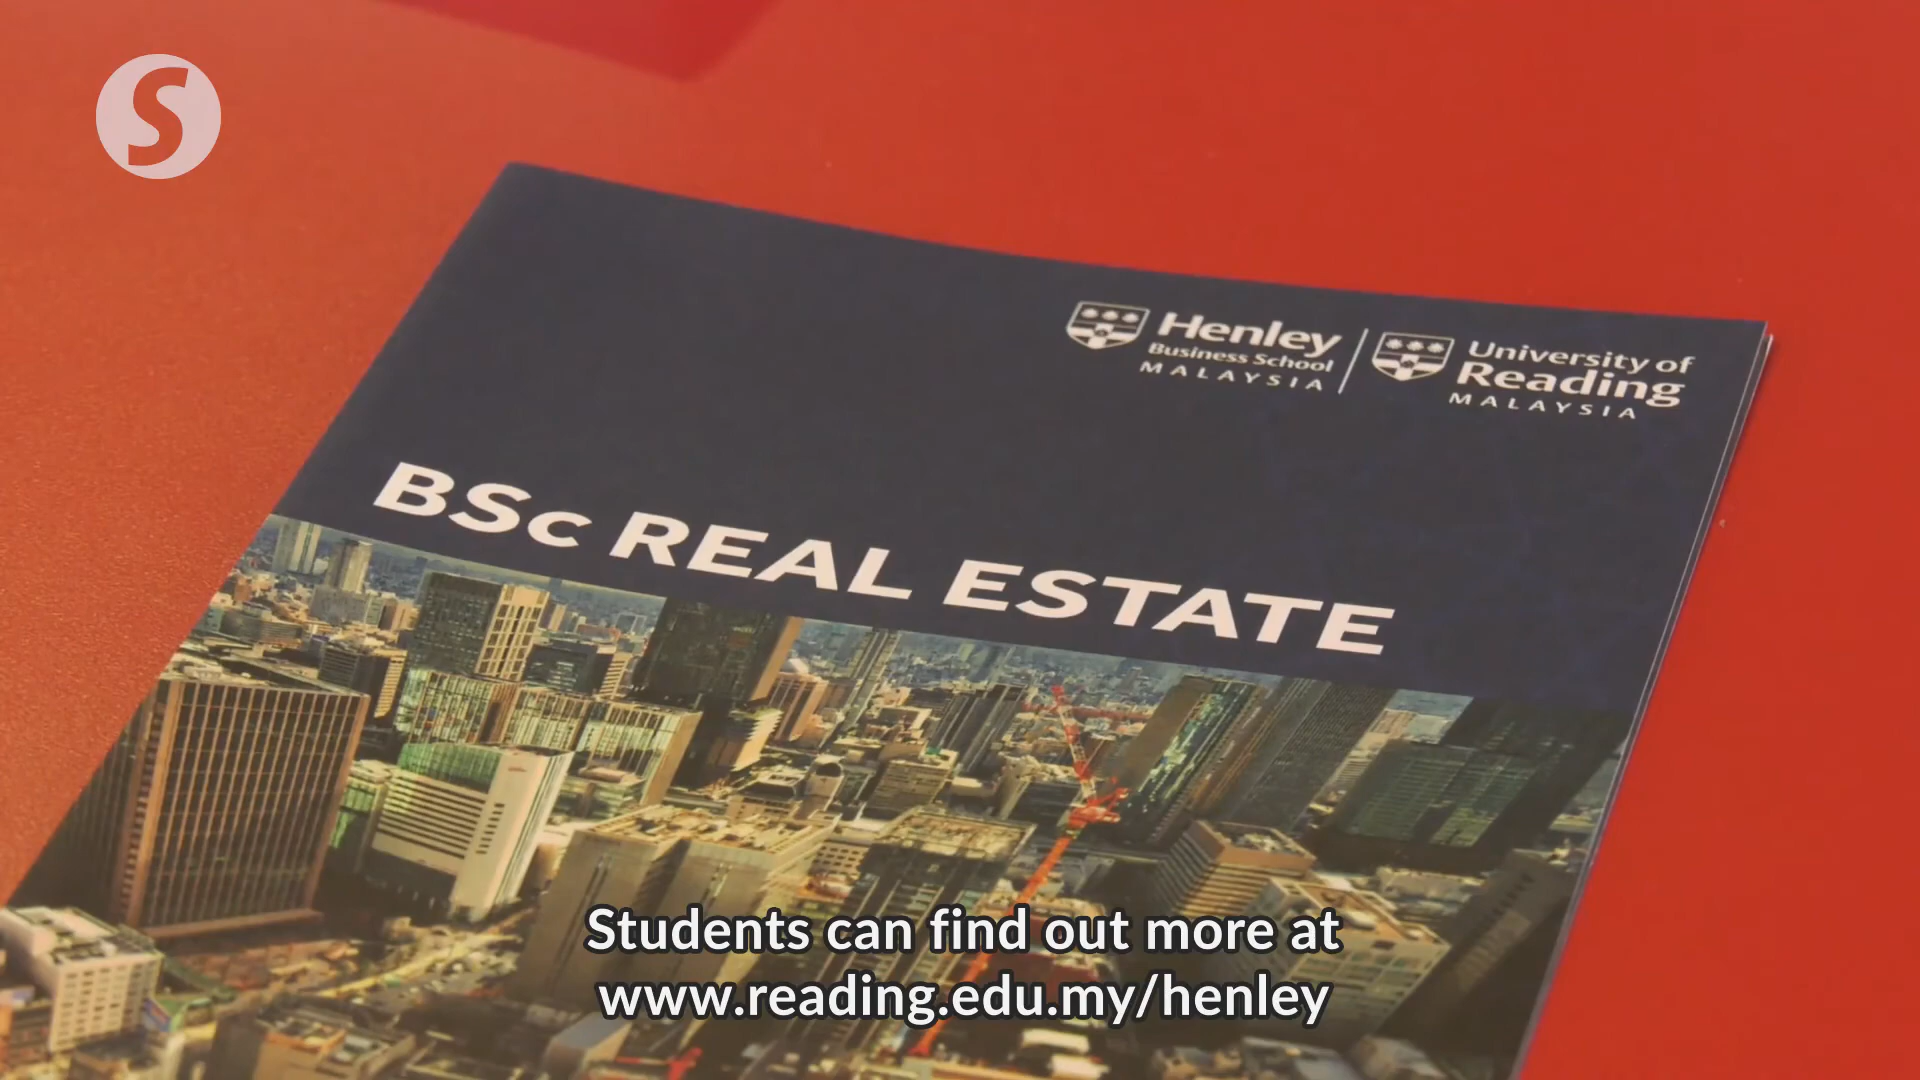 S
Henley
Business School
MALAYSIA
University of
Reading
MALAYSIA
BSc REAL ESTATE
Students can find out more at
www.reading.edu.my/henley